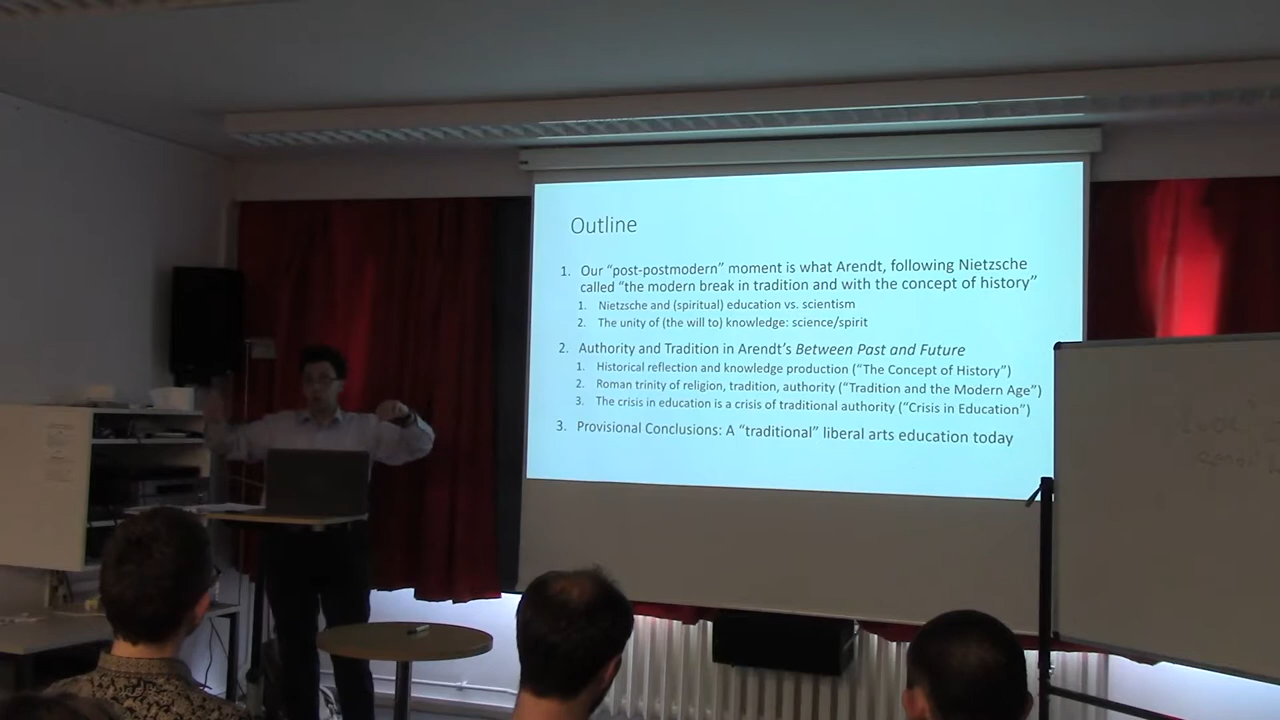 Outline
1. Our “post-postmodern” moment is what Arendt, following Nietzsche
called “the modern break in tradition and with the concept of history”
1. Nietzsche and (spiritual) education vs. scientism
2. The unity of (the will to) knowledge: science/spirit
2. Authority and Tradition in Arendt’s Between Past and Future
1. Historical reflection and knowledge production (“The Concept of History”)
2. Roman trinity of religion, tradition, authority (“Tradition and the Modern Age”)
3. The crisis in education is a crisis of traditional authority (“Crisis in Education”)
3. Provisional Conclusions: A “traditional” liberal arts education today